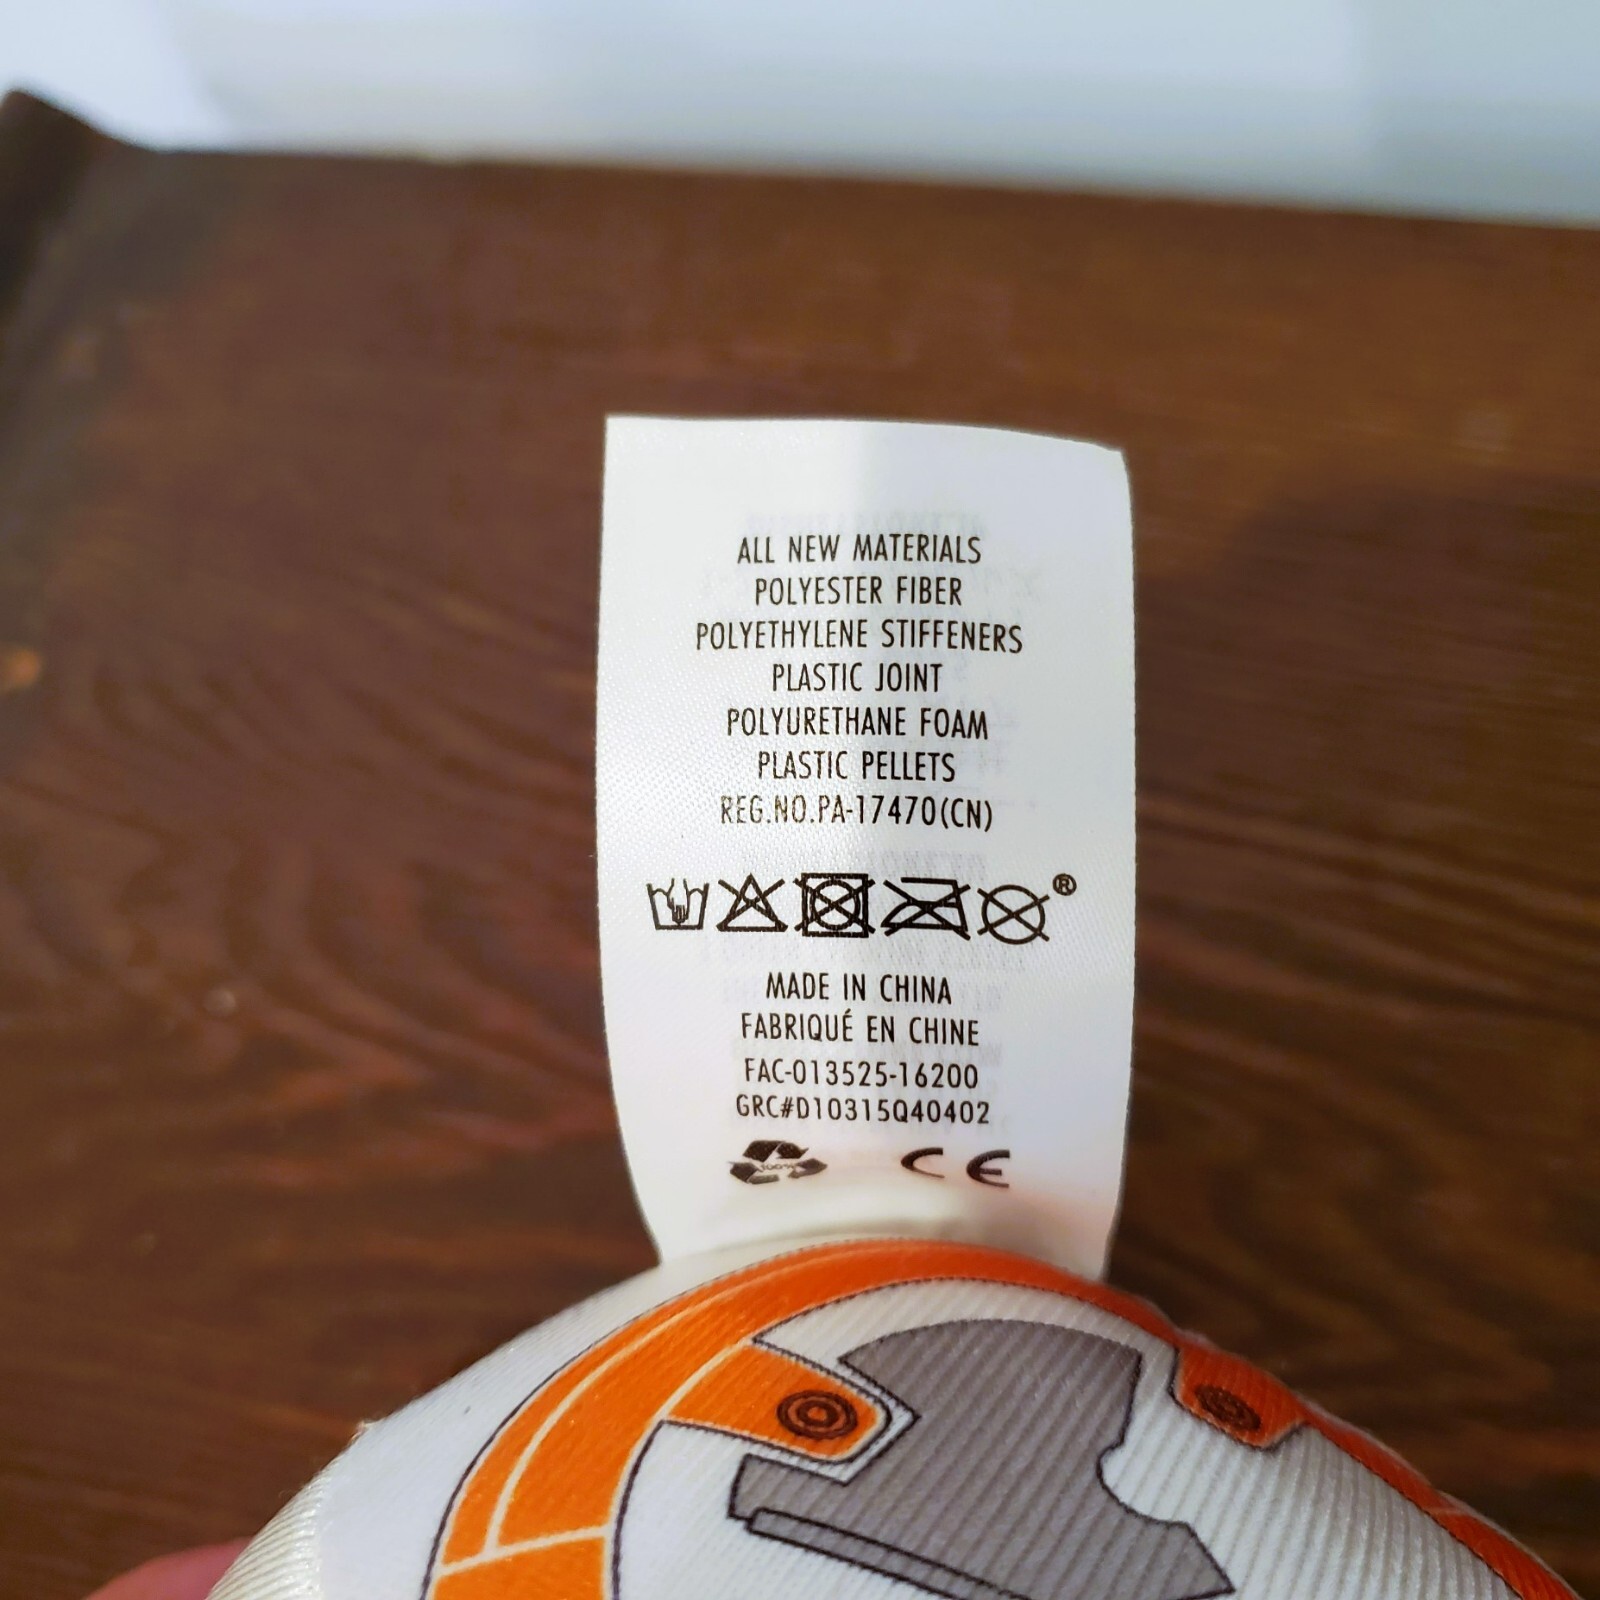 ALL NEW MATERIALS
POLYESTER FIBER
POLYETHYLENE STIFFENERS
PLASTIC JOINT
POLYURETHANE FOAM
PLASTIC PELLETS
REG.NO.PA-17470(CN)
®
MADE IN CHINA
FABRIQUÉ EN CHINE
FAC-013525-16200
GRC#D10315Q40402
100% CE